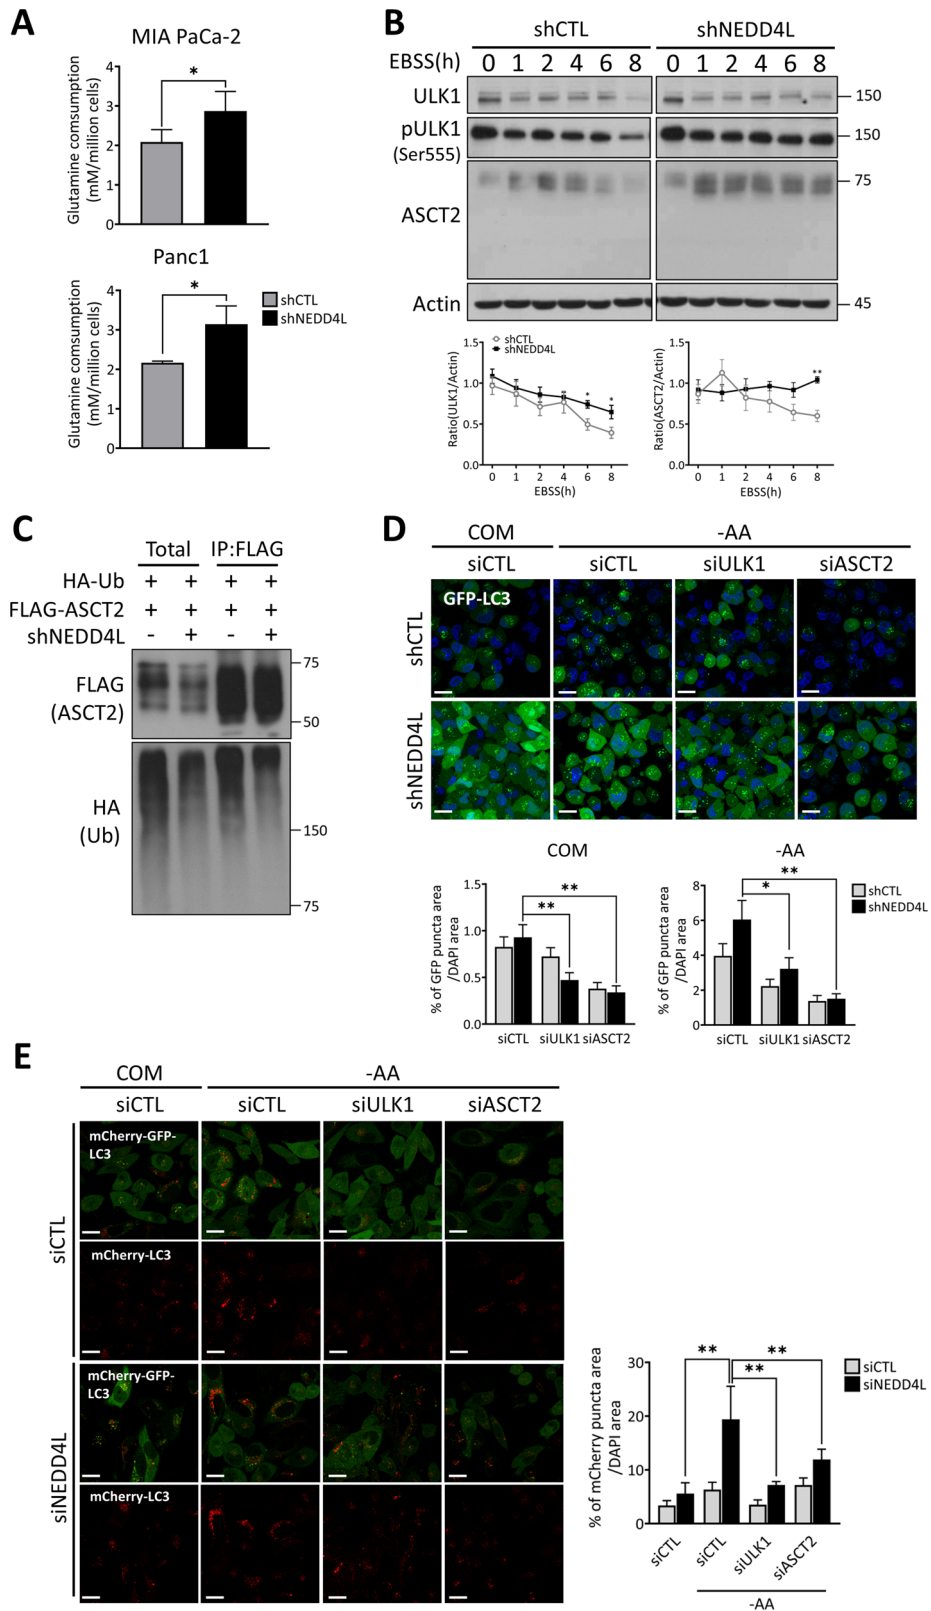 A
MIA PaCa-2
Glutamine comsumption
(mM/million cells)
4
3
2
1
0
*
Panc1
Glutamine comsumption
(mM/million cells)
4
3
2
1
0
*
shCTL
shNEDD4L
B
shCTL shNEDD4L
EBSS(h) 0 1 2 4 6 8 0 1 2 4 6 8
ULK1 150
pULK1 150
(Ser555)
75
ASCT2
Actin 45
shCTL
shNEDD4L
Ratio(ULK1/Actin)
1.5
1.0
0.5
0.0
* *
0 1 2 4 6 8
EBSS(h)
Ratio(ASCT2/Actin)
1.5
1.0
0.5
0.0
**
0 1 2 4 6 8
EBSS(h)
C
Total IP:FLAG
HA-Ub + + + +
FLAG-ASCT2 + + + +
shNEDD4L - + - +
FLAG
(ASCT2)
75
50
HA
(Ub)
150
75
D
COM -AA
siCTL siCTL siULK1 siASCT2
GFP-LC3
shCTL
shNEDD4L
COM
% of GFP puncta area
/DAPI area
1.5
1.0
0.5
0.0
**
**
siCTL siULK1 siASCT2
-AA
% of GFP puncta area
/DAPI area
8
6
4
2
0
**
*
siCTL siULK1 siASCT2
shCTL
shNEDD4L
E
COM -AA
siCTL siCTL siULK1 siASCT2
siCTL
mCherry-GFP-
LC3
mCherry-LC3
siNEDD4L
mCherry-GFP-
LC3
mCherry-LC3
% of mCherry puncta area
/DAPI area
30
20
10
0
** **
**
siCTL
siNEDD4L
siCTL siCTL siULK1 siASCT2
-AA